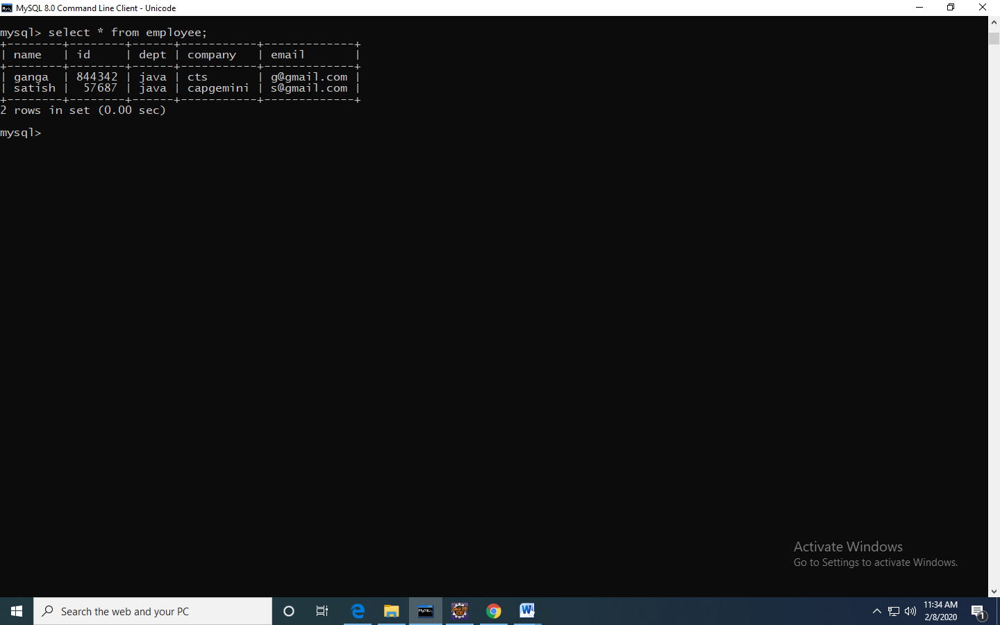 MySQL 8.0 Command Line Client - Unicode
mysql> select * from employee;
+--------+--------+------+-----------+-------------+
| name   | id     | dept | company   | email       |
+--------+--------+------+-----------+-------------+
| ganga  | 844342 | java | cts       | g@gmail.com |
| satish |  57687 | java | capgemini | s@gmail.com |
+--------+--------+------+-----------+-------------+
2 rows in set (0.00 sec)
mysql>
Activate Windows
Go to Settings to activate Windows.
Search the web and your PC
11:34 AM
2/8/2020
1